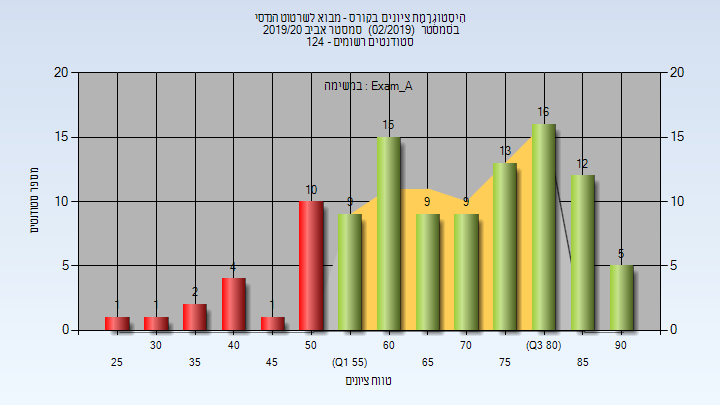 הִיסְטוֹגְרָמַת ציונים בקורס - מבוא לשרטוט הנדסי
בסמסטר (02/2019) סמסטר אביב 2019/20
סטודנטים רשומים - 124
במשימה : Exam_A
20 20
15 15
10 10
5 5
0 0
1 1 2 4 1 10 9 15 9 9 13 16 12 5
מספר סטודנטים
30 40 50 60 70 (Q3 80) 90
25 35 45 (Q1 55) 65 75 85
טווח ציונים